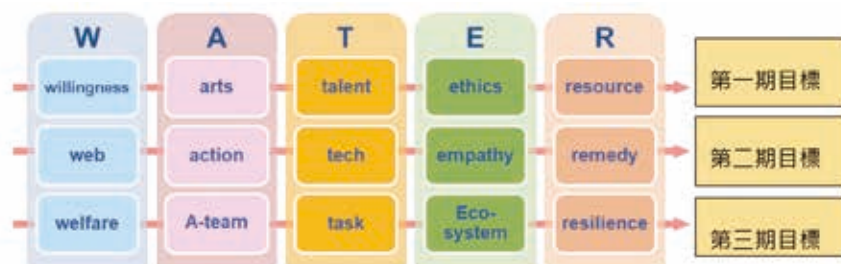 W A T E R
willingness arts talent ethics resource 第一期目標
web action tech empathy remedy 第二期目標
welfare A-team task Eco-
system resilience 第三期目標